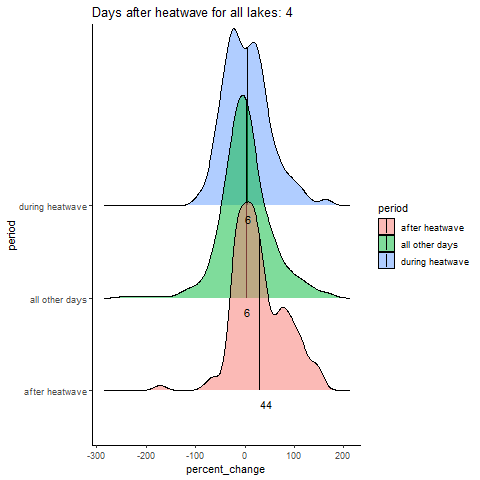 Days after heatwave for all lakes: 4
during heatwave
all other days
after heatwave
period
6
6
44
-300 -200 -100 0 100 200
percent_change
period
after heatwave
all other days
during heatwave